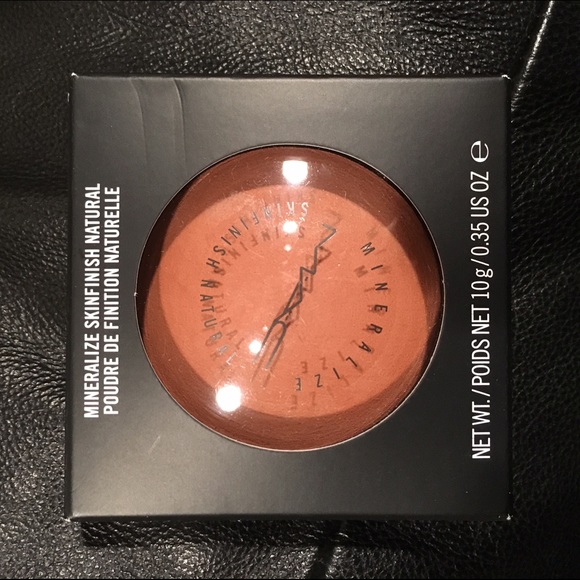 MINERALIZE SKINFINISH NATURAL
POUDRE DE FINITION NATURELLE
MAC
MINERALIZE
SKINFINISH NATURAL
NET WT. / POIDS NET 10 g / 0.35 US OZ e